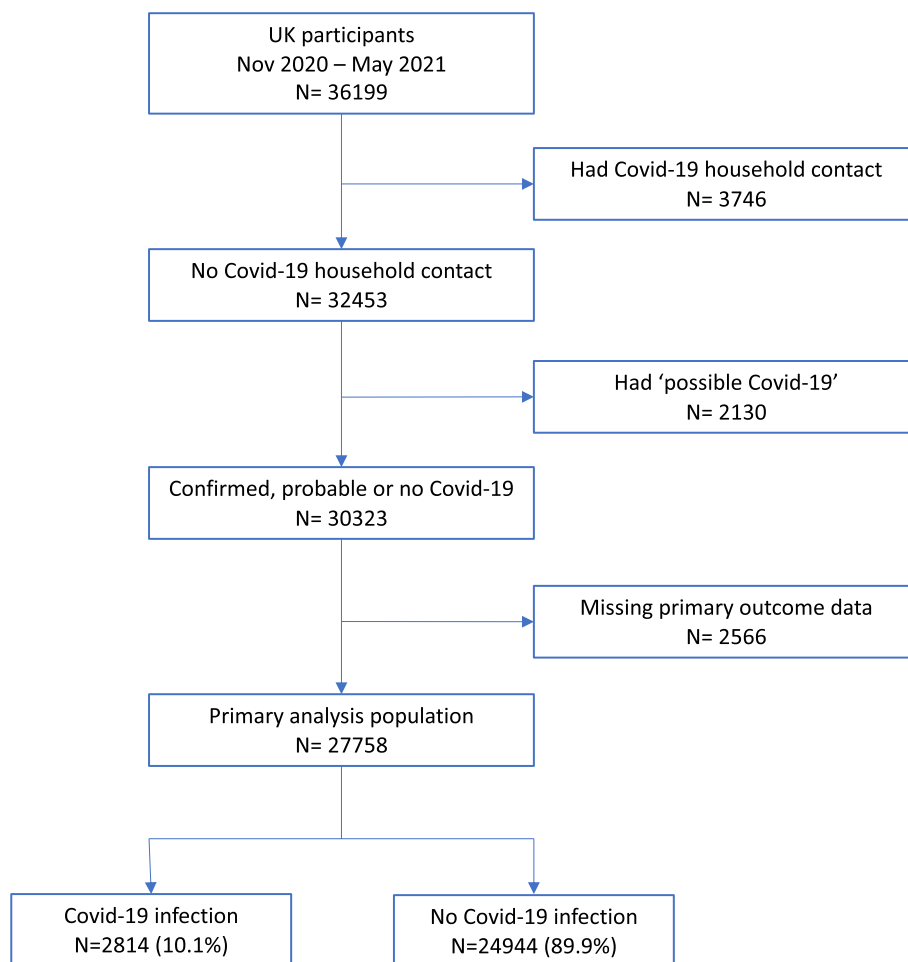 UK participants
Nov 2020 – May 2021
N= 36199
Had Covid-19 household contact
N= 3746
No Covid-19 household contact
N= 32453
Had ‘possible Covid-19’
N= 2130
Confirmed, probable or no Covid-19
N= 30323
Missing primary outcome data
N= 2566
Primary analysis population
N= 27758
Covid-19 infection
N=2814 (10.1%)
No Covid-19 infection
N=24944 (89.9%)